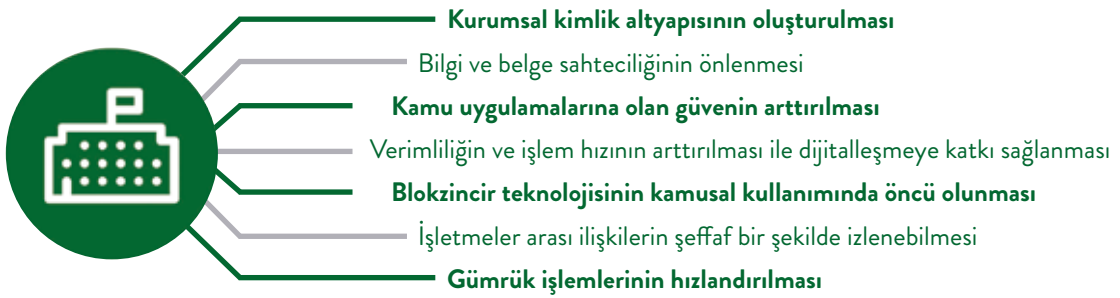 Kurumsal kimlik altyapısının oluşturulması
Bilgi ve belge sahteciliğinin önlenmesi
Kamu uygulamalarına olan güvenin arttırılması
Verimliliğin ve işlem hızının arttırılması ile dijitalleşmeye katkı sağlanması
Blokzincir teknolojisinin kamusal kullanımında öncü olunması
İşletmeler arası ilişkilerin şeffaf bir şekilde izlenebilmesi
Gümrük işlemlerinin hızlandırılması